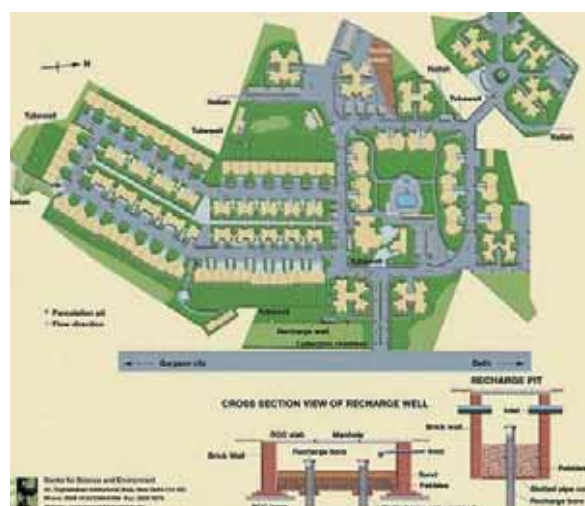 N
Nallah
Nallah
Tubewell
Tubewell
Nallah
Tubewell
Nallah
Nallah
Tubewell
Tubewell
Percolation pit
Flow direction
Recharge well
Collection chamber
Gurgaon city
Delhi
RECHARGE PIT
CROSS SECTION VIEW OF RECHARGE WELL
Inlet
Brick wall
RCC slab
Manhole
Brick Wall
Recharge bore
Inlet
Sand
Pebbles
Pebbles
Slotted pipe
Recharge bore
Centre for Science and Environment